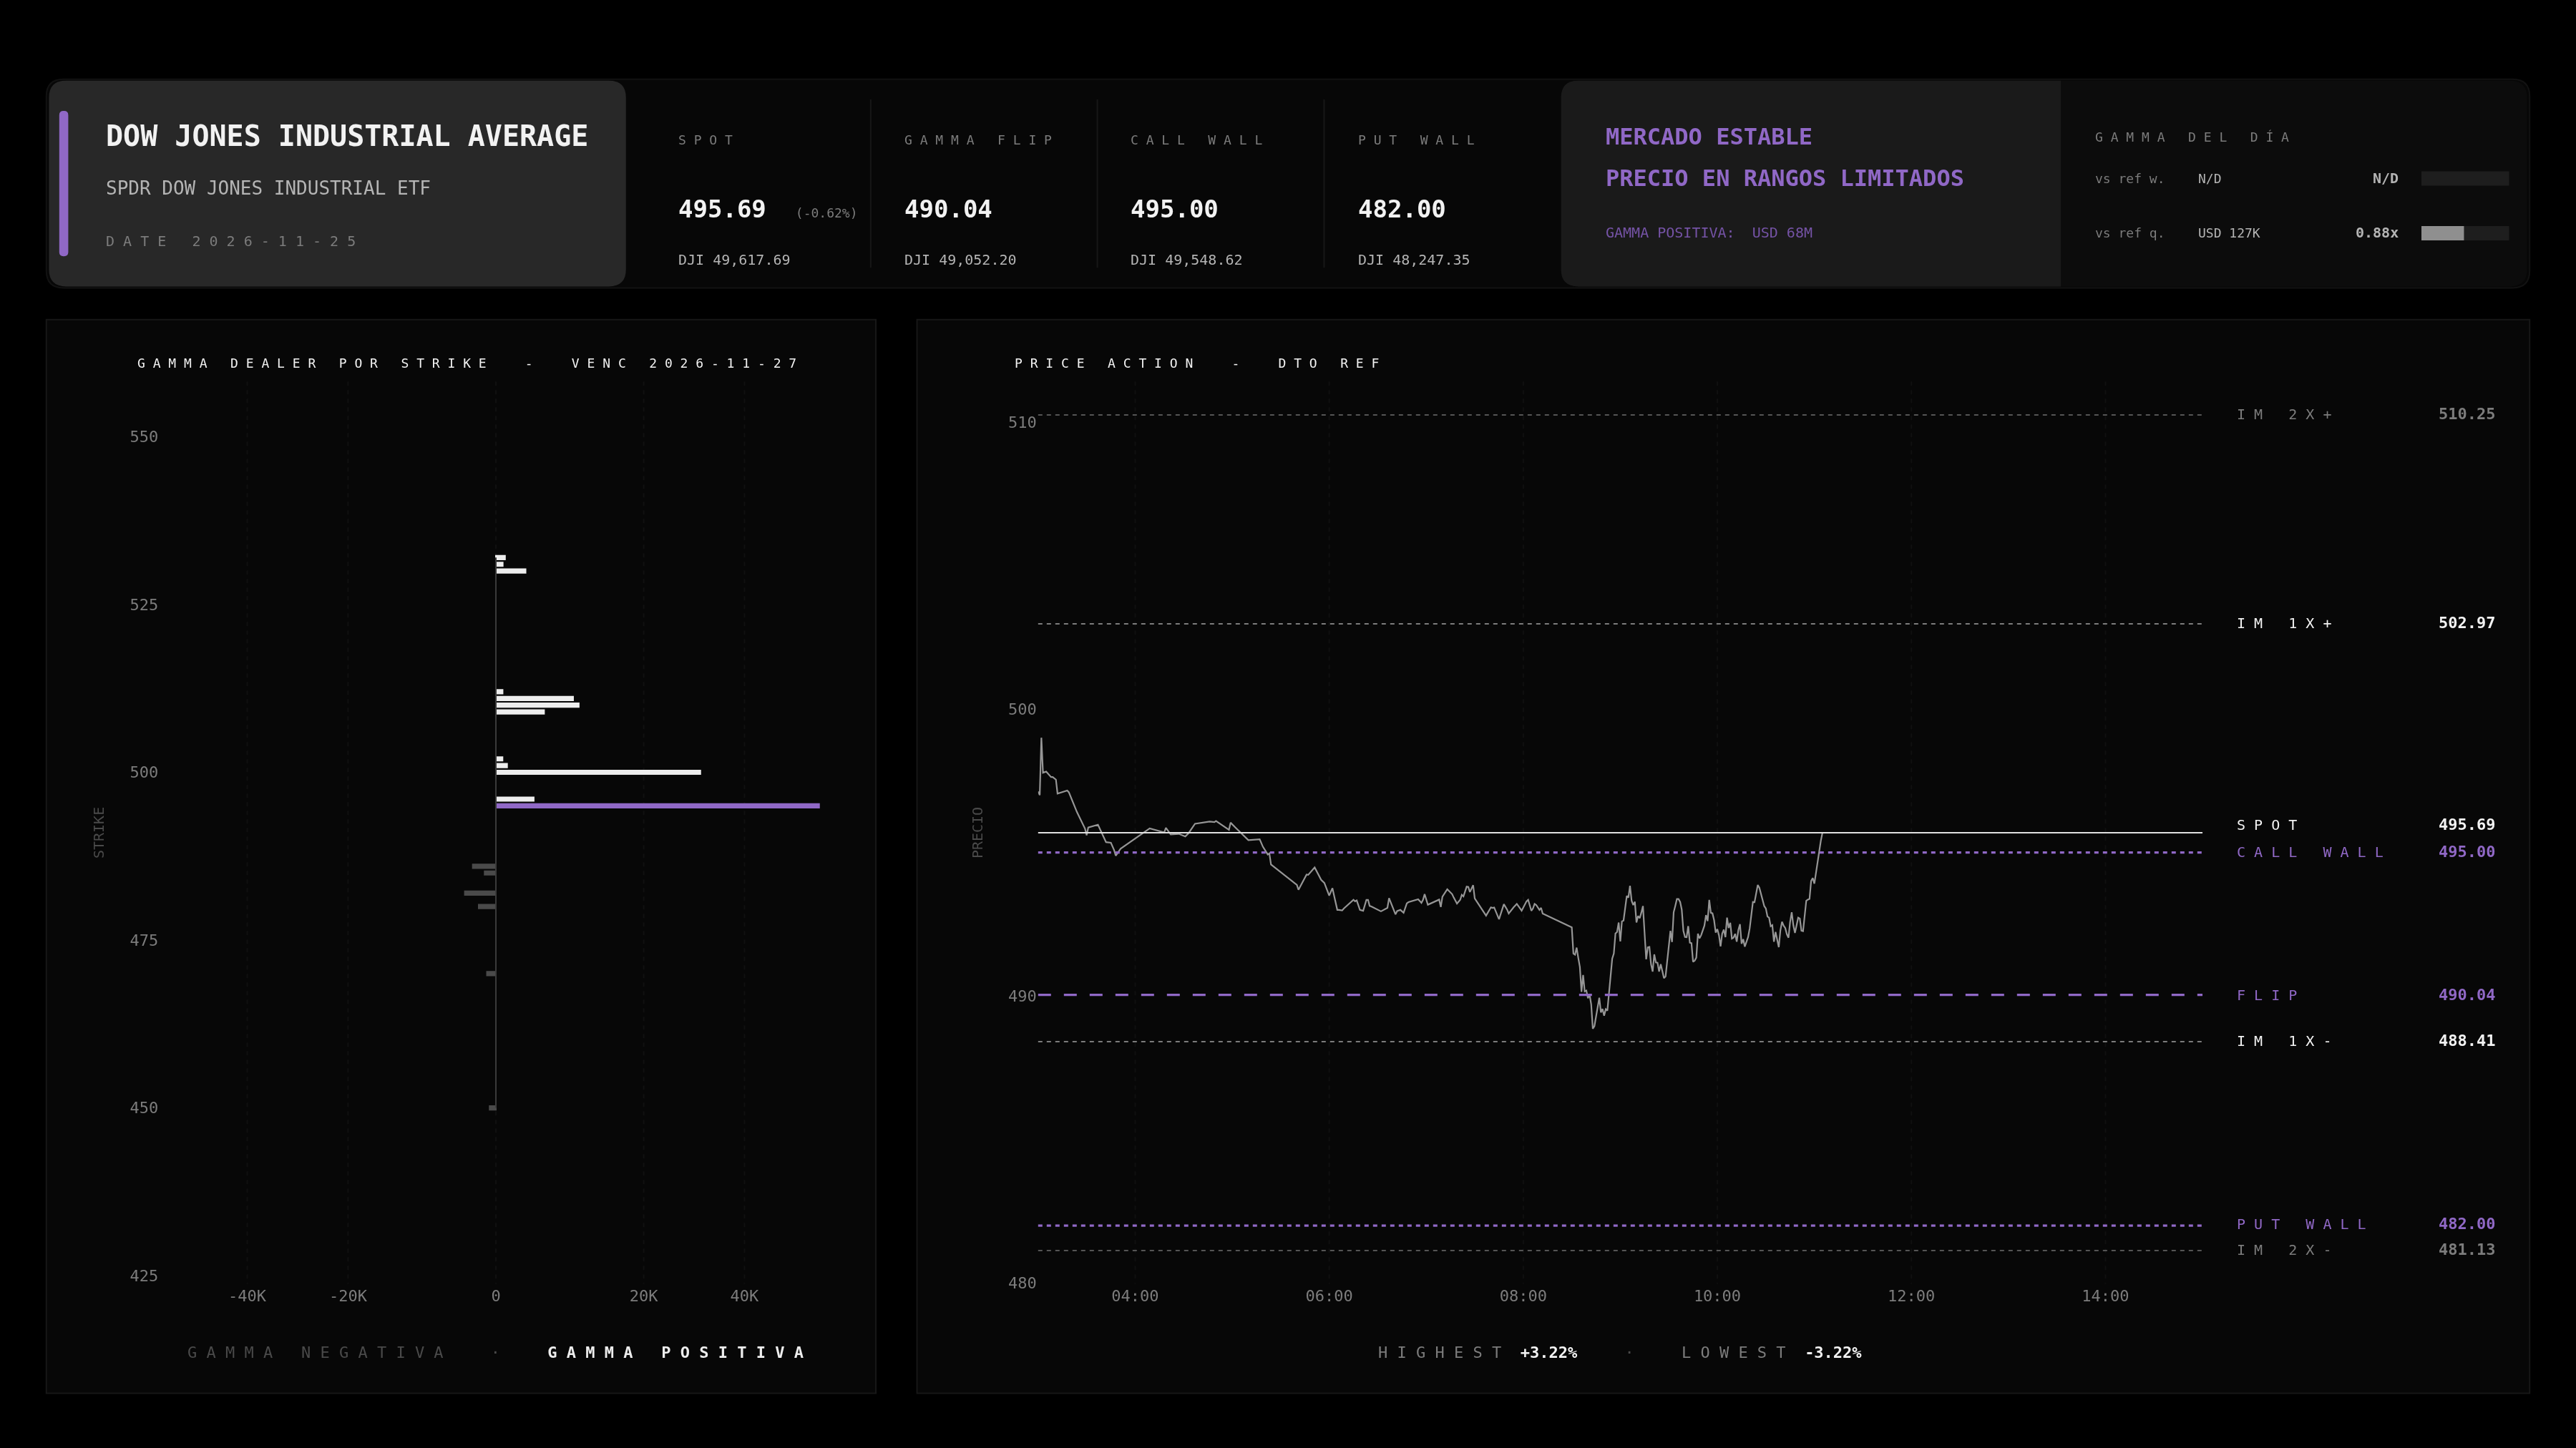 DOW JONES INDUSTRIAL AVERAGE
SPDR DOW JONES INDUSTRIAL ETF
DATE 2026-11-25
SPOT
495.69 (-0.62%)
DJI 49,617.69
GAMMA FLIP
490.04
DJI 49,052.20
CALL WALL
495.00
DJI 49,548.62
PUT WALL
482.00
DJI 48,247.35
MERCADO ESTABLE
PRECIO EN RANGOS LIMITADOS
GAMMA POSITIVA: USD 68M
GAMMA DEL DÍA
vs ref w. N/D N/D
vs ref q. USD 127K 0.88x
GAMMA DEALER POR STRIKE - VENC 2026-11-27
550
525
500
475
450
425
STRIKE
-40K -20K 0 20K 40K
GAMMA NEGATIVA · GAMMA POSITIVA
PRICE ACTION - DTO REF
510
500
490
480
PRECIO
04:00 06:00 08:00 10:00 12:00 14:00
IM 2X+ 510.25
IM 1X+ 502.97
SPOT 495.69
CALL WALL 495.00
FLIP 490.04
IM 1X- 488.41
PUT WALL 482.00
IM 2X- 481.13
HIGHEST +3.22% · LOWEST -3.22%